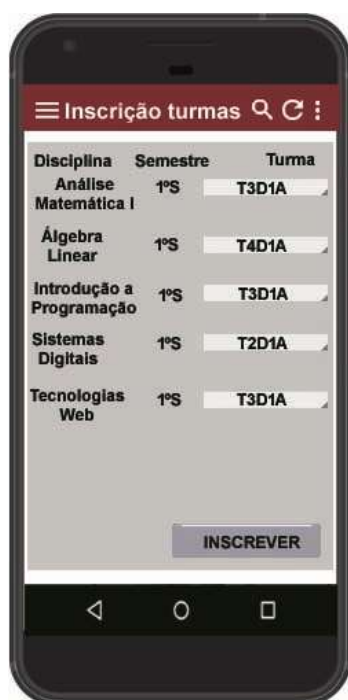 Inscrição turmas
Disciplina Semestre Turma
Análise
Matemática I 1ºS T3D1A
Álgebra
Linear 1ºS T4D1A
Introdução a
Programação 1ºS T3D1A
Sistemas
Digitais 1ºS T2D1A
Tecnologias
Web 1ºS T3D1A
INSCREVER